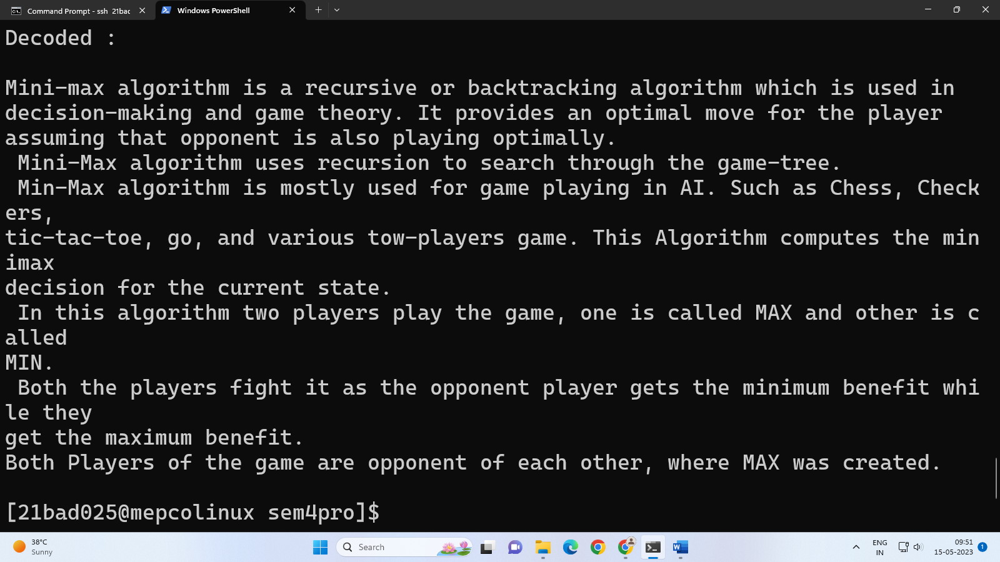 Command Prompt - ssh 21bac
Windows PowerShell
Decoded :
Mini-max algorithm is a recursive or backtracking algorithm which is used in
decision-making and game theory. It provides an optimal move for the player
assuming that opponent is also playing optimally.
Mini-Max algorithm uses recursion to search through the game-tree.
Min-Max algorithm is mostly used for game playing in AI. Such as Chess, Check
ers,
tic-tac-toe, go, and various tow-players game. This Algorithm computes the min
imax
decision for the current state.
In this algorithm two players play the game, one is called MAX and other is c
alled
MIN.
Both the players fight it as the opponent player gets the minimum benefit whi
le they
get the maximum benefit.
Both Players of the game are opponent of each other, where MAX was created.
[21bad025@mepcolinux sem4pro]$
38°C
Sunny
Search
ENG
IN
09:51
15-05-2023
1